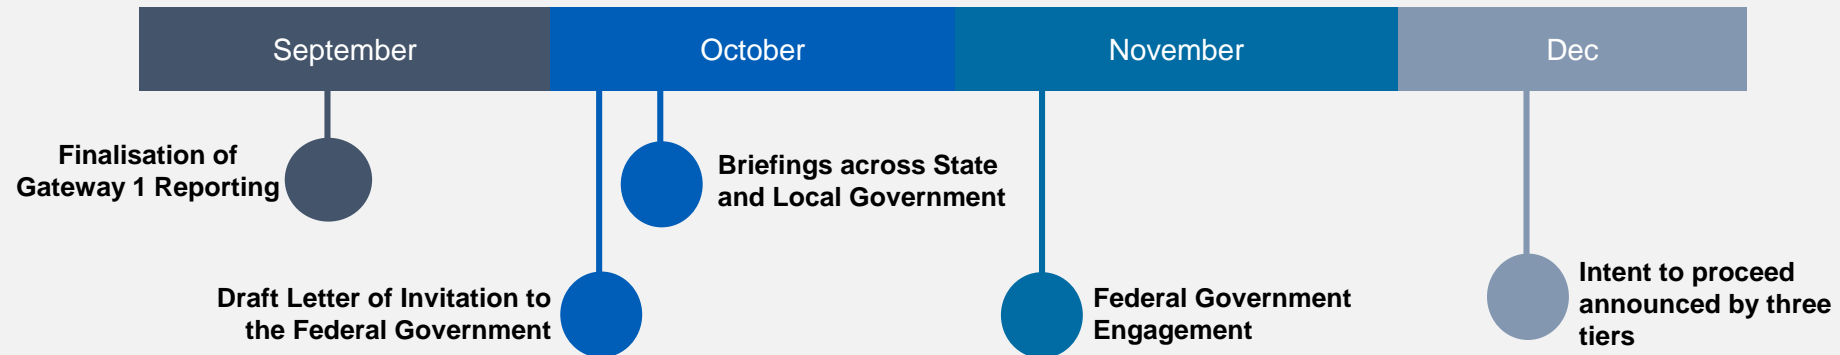 September
October
November
Dec
Finalisation of
Gateway 1 Reporting
Briefings across State
and Local Government
Draft Letter of Invitation to
the Federal Government
Federal Government
Engagement
Intent to proceed
announced by three
tiers